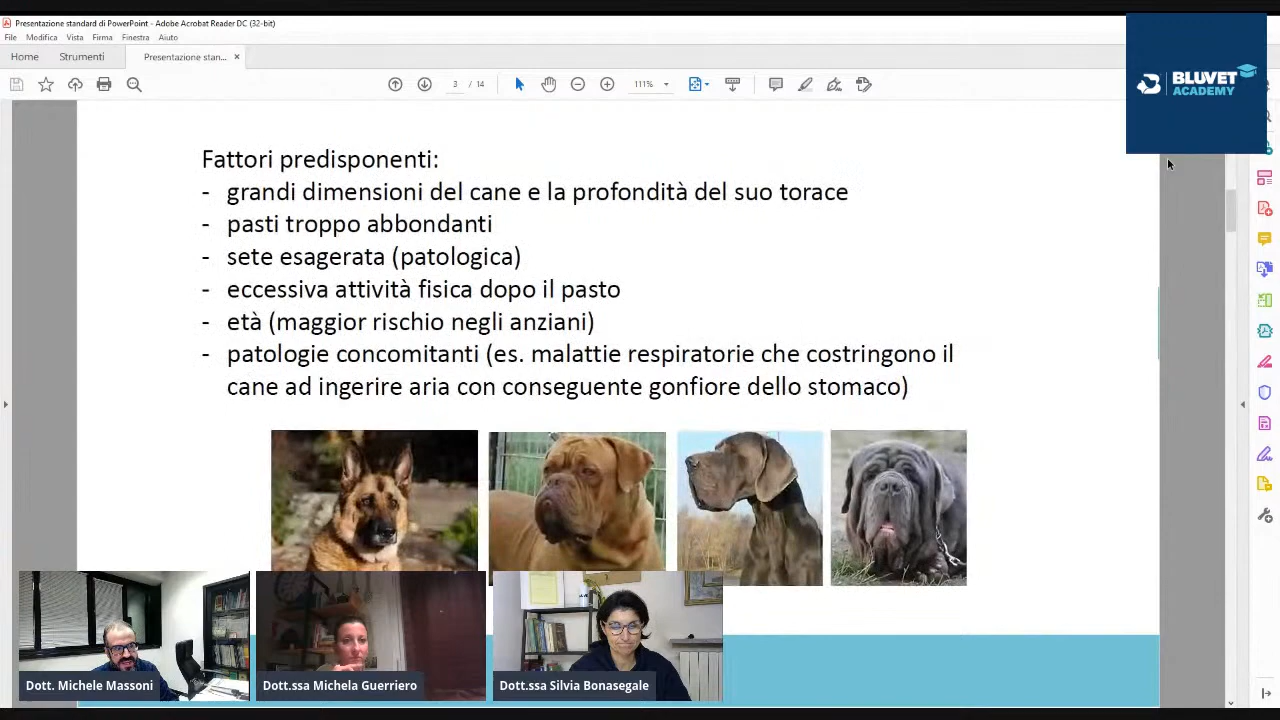 Presentazione standard di PowerPoint - Adobe Acrobat Reader DC (32-bit)
File Modifica Vista Firma Finestra Aiuto
Home Strumenti Presentazione stan... ×
3 / 14 111%
BLUVET
ACADEMY
Fattori predisponenti:
- grandi dimensioni del cane e la profondità del suo torace
- pasti troppo abbondanti
- sete esagerata (patologica)
- eccessiva attività fisica dopo il pasto
- età (maggior rischio negli anziani)
- patologie concomitanti (es. malattie respiratorie che costringono il
cane ad ingerire aria con conseguente gonfiore dello stomaco)
Dott. Michele Massoni
Dott.ssa Michela Guerriero
Dott.ssa Silvia Bonasegale